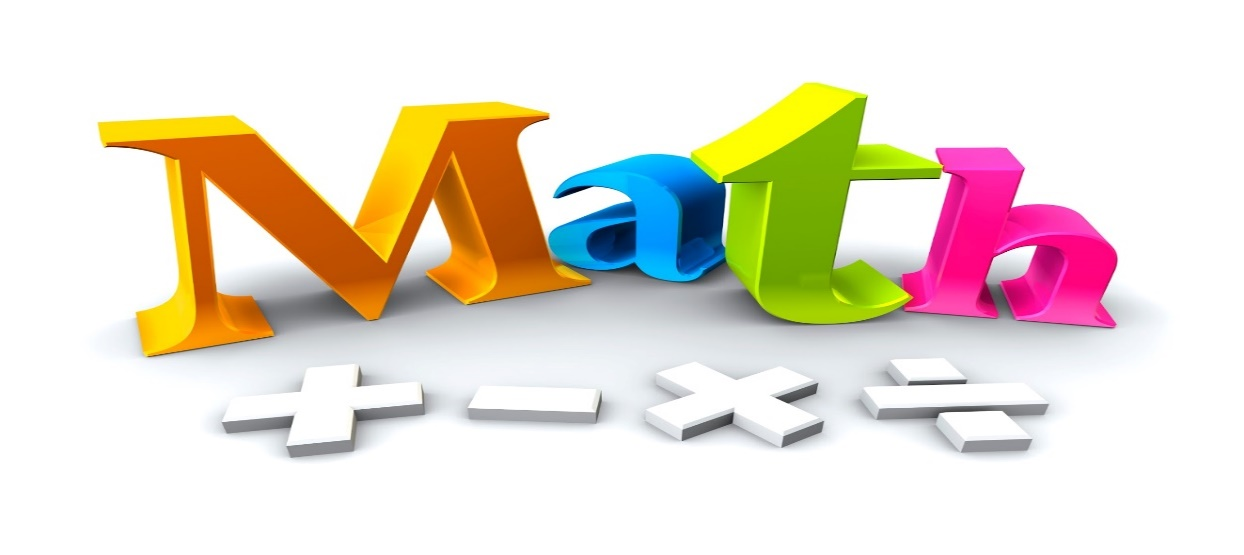 Math
+ − × ÷